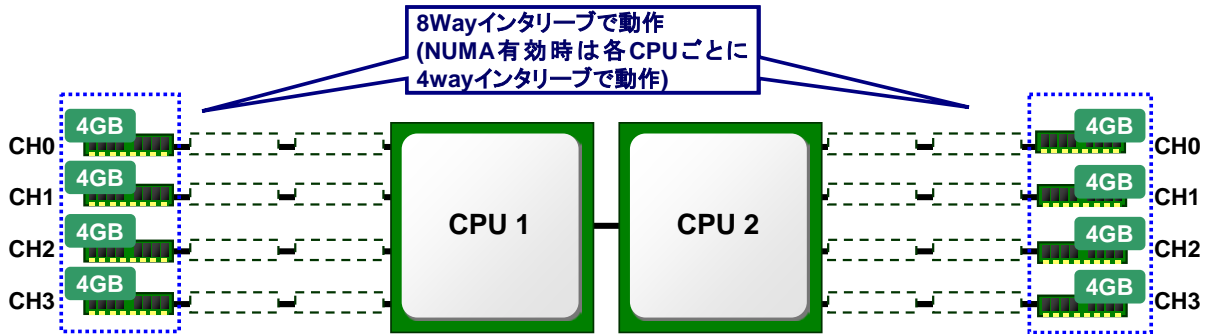 8Wayインタリーブで動作
(NUMA有効時は各CPUごとに
4wayインタリーブで動作)
CH0
4GB
CH1
4GB
CH2
4GB
CH3
4GB
CPU 1
CPU 2
4GB
CH0
4GB
CH1
4GB
CH2
4GB
CH3